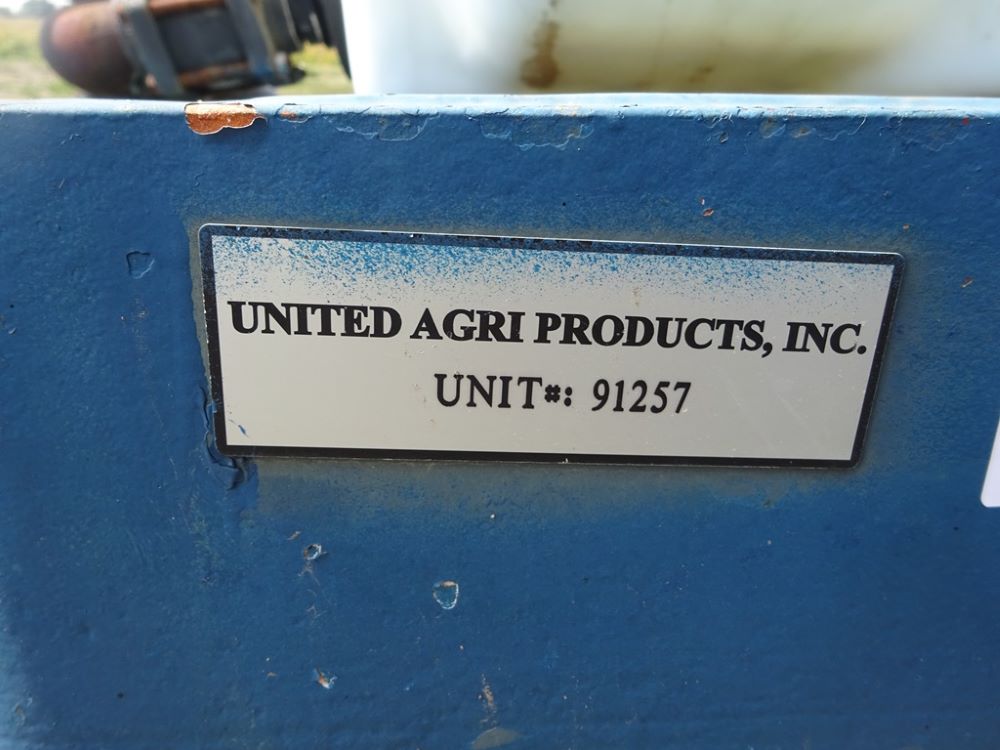 UNITED AGRI PRODUCTS, INC.
UNIT#: 91257